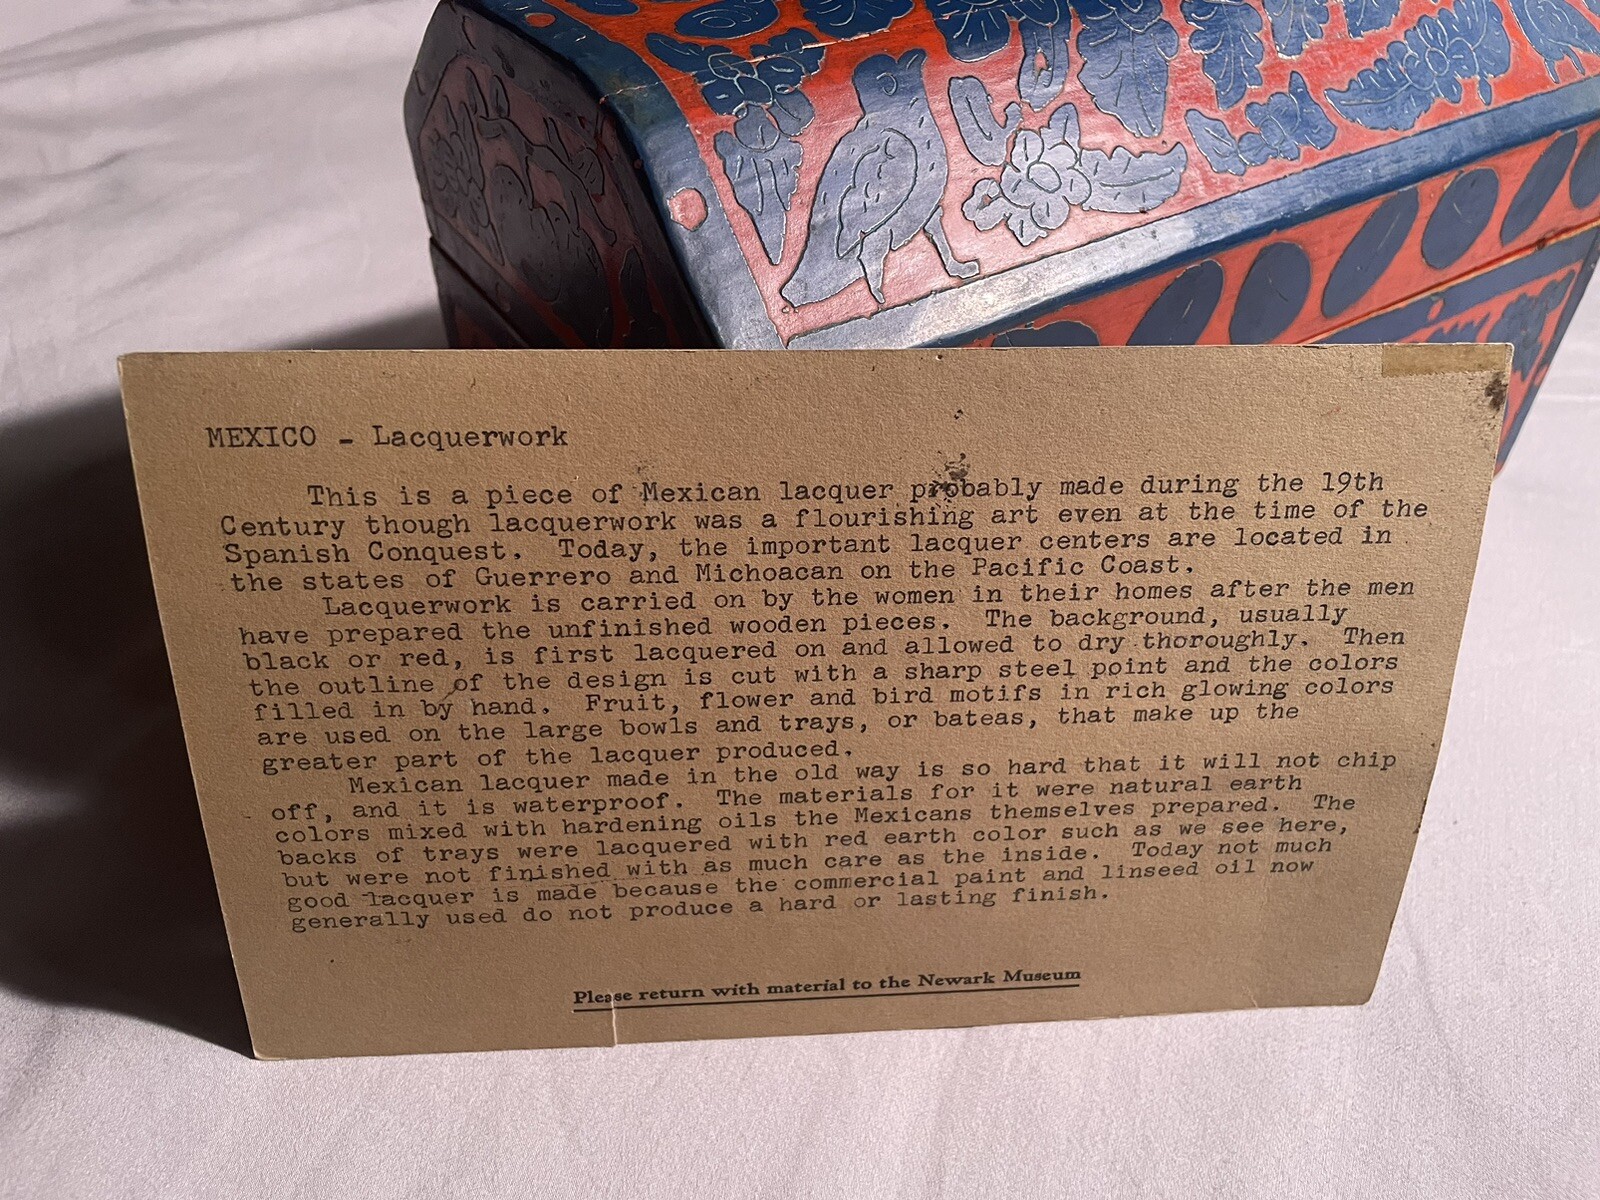 MEXICO - Lacquerwork
This is a piece of Mexican lacquer probably made during the 19th
Century though lacquerwork was a flourishing art even at the time of the
Spanish Conquest. Today, the important lacquer centers are located in
the states of Guerrero and Michoacan on the Pacific Coast.
Lacquerwork is carried on by the women in their homes after the men
have prepared the unfinished wooden pieces. The background, usually
black or red, is first lacquered on and allowed to dry thoroughly. Then
the outline of the design is cut with a sharp steel point and the colors
filled in by hand. Fruit, flower and bird motifs in rich glowing colors
are used on the large bowls and trays, or bateas, that make up the
greater part of the lacquer produced.
Mexican lacquer made in the old way is so hard that it will not chip
off, and it is waterproof. The materials for it were natural earth
colors mixed with hardening oils the Mexicans themselves prepared. The
backs of trays were lacquered with red earth color such as we see here,
but were not finished with as much care as the inside. Today not much
good lacquer is made because the commercial paint and linseed oil now
generally used do not produce a hard or lasting finish.
Please return with material to the Newark Museum